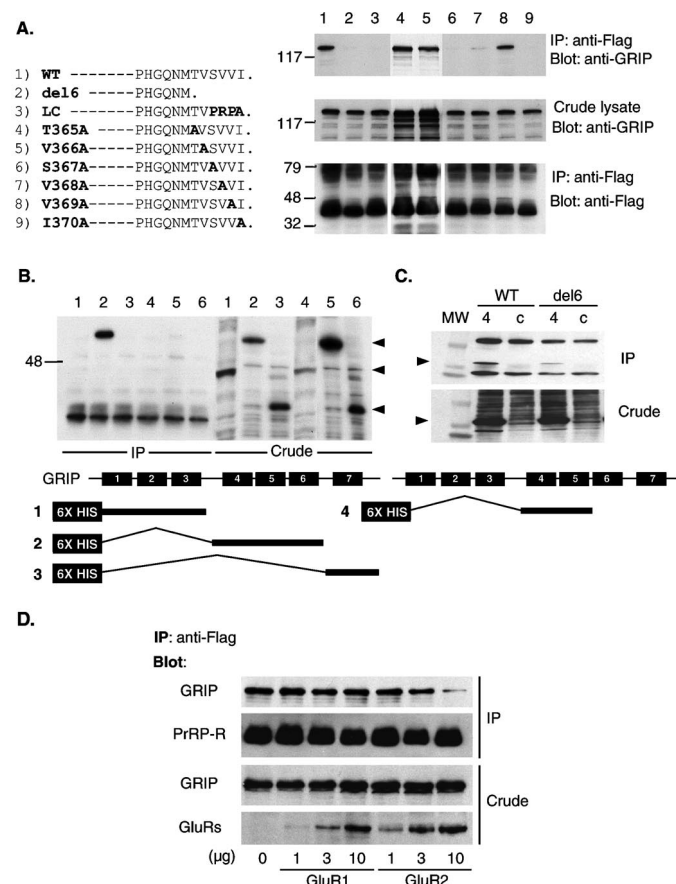 A.
1) WT -------PHGQNMTVSVVI.
2) del6 -----PHGQNM.
3) LC -------PHGQNMTVPRPA.
4) T365A-----PHGQNMAVSVVI.
5) V366A-----PHGQNMTASVVI.
6) S367A-----PHGQNMTVAVVI.
7) V368A-----PHGQNMTVSAVI.
8) V369A-----PHGQNMTVSVAI.
9) I370A-----PHGQNMTVSVVA.
1 2 3 4 5 6 7 8 9
117
IP: anti-Flag
Blot: anti-GRIP
117
Crude lysate
Blot: anti-GRIP
79
48
32
IP: anti-Flag
Blot: anti-Flag
B.
1 2 3 4 5 6 1 2 3 4 5 6
48
IP Crude
C.
WT del6
MW 4 c 4 c
IP
Crude
GRIP 1 2 3 4 5 6 7
1 2 3 4 5 6 7
1 6X HIS
4 6X HIS
2 6X HIS
3 6X HIS
D.
IP: anti-Flag
Blot:
GRIP
PrRP-R
IP
GRIP
GluRs
Crude
(µg) 0 1 3 10 1 3 10
GluR1 GluR2